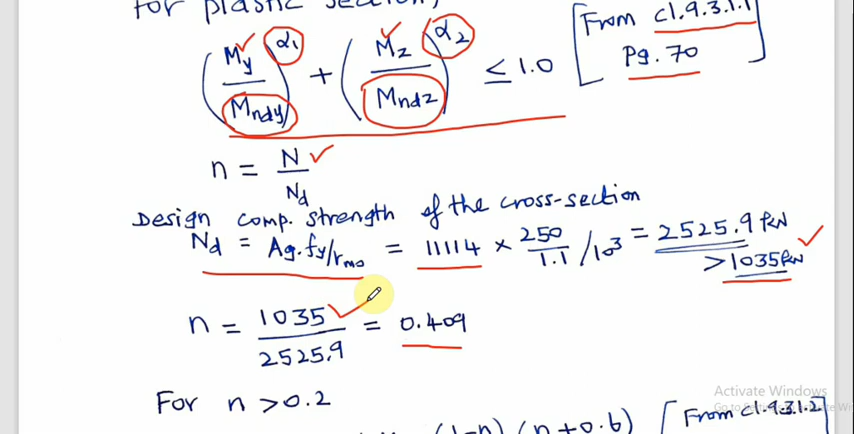 For plastic section,
(My/Mndy)^α1 + (Mz/Mndz)^α2 ≤ 1.0 [From cl.9.3.1.1
Pg. 70]
n = N/Nd
Design comp. strength of the cross-section
Nd = Ag.fy/γmo = 11114 × 250/1.1 /10³ = 2525.9 kN
> 1035 kN
n = 1035/2525.9 = 0.409
For n > 0.2
(1-n) (n+0.6) [From cl.9.3.1.2]
Activate Windows